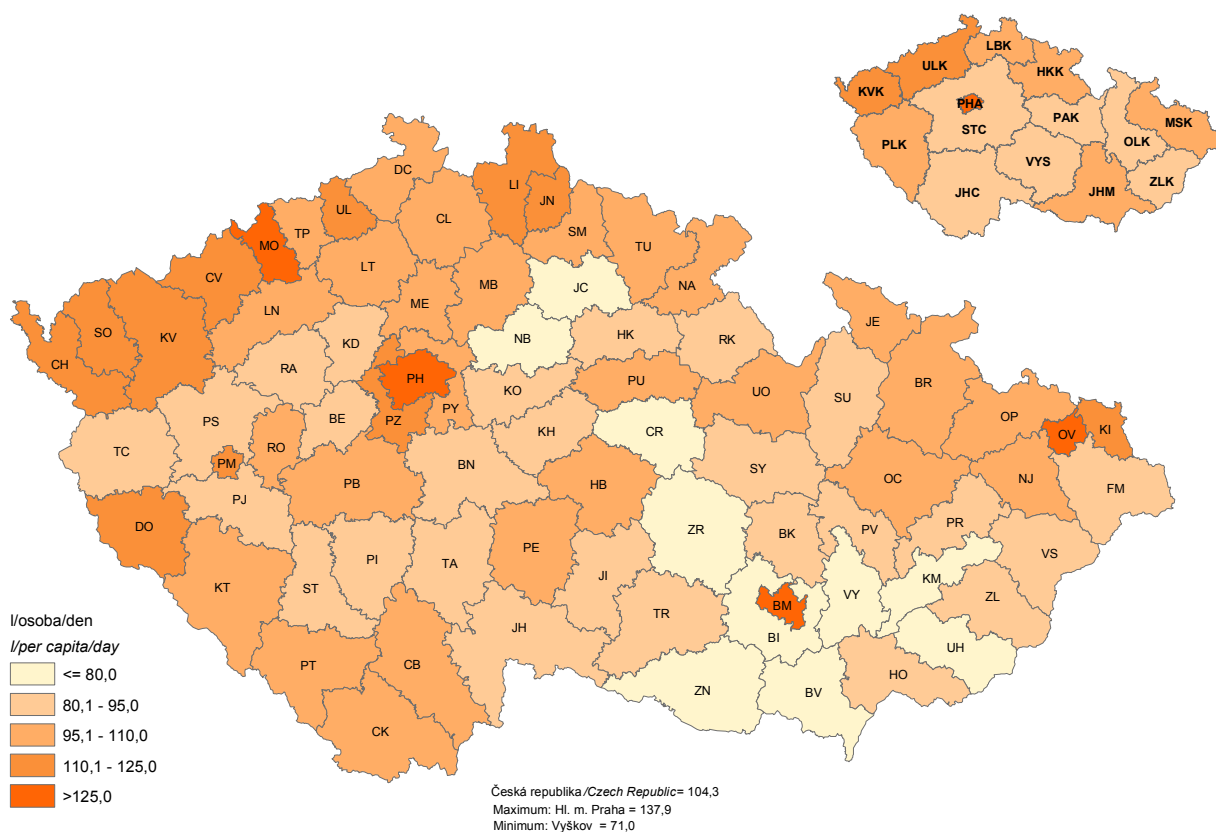 LBK
ULK
HKK
KVK
PHA
MSK
PAK
STC
OLK
PLK
VYS
ZLK
JHM
JHC
DC
LI
JN
UL
CL
MO
TP
SM
TU
CV
LT
JC
NA
MB
ME
SO
KV
LN
JE
CH
KD
NB
HK
RK
RA
BR
PH
PU
UO
SU
KO
OP
PS
BE
PZ
PY
CR
KI
OV
KH
RO
TC
PM
BN
SY
OC
NJ
FM
PB
HB
PJ
PR
DO
ZR
BK
PV
PE
VS
PI
TA
KT
ST
JI
KM
BM
VY
ZL
TR
JH
BI
UH
PT
CB
HO
ZN
BV
CK
l/osoba/den
l/per capita/day
<= 80,0
80,1 - 95,0
95,1 - 110,0
110,1 - 125,0
>125,0
Česká republika/Czech Republic= 104,3
Maximum: Hl. m. Praha = 137,9
Minimum: Vyškov = 71,0